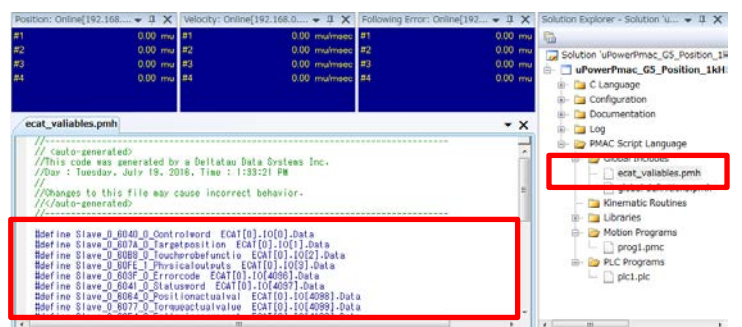 Position: Online[192.168....
#1 0.00 mu
#2 0.00 mu
#3 0.00 mu
#4 0.00 mu
Velocity: Online[192.168.0....
#1 0.00 mu/msec
#2 0.00 mu/msec
#3 0.00 mu/msec
#4 0.00 mu/msec
Following Error: Online[192...
#1 0.00 mu
#2 0.00 mu
#3 0.00 mu
#4 0.00 mu
ecat_valiables.pmh
//
// <auto-generated>
//This code was generated by a Deltatau Data Systems Inc.
//Day : Tuesday, July 19, 2016, Time : 1:33:21 PM
//
//Changes to this file may cause incorrect behavior.
//</auto-generated>
//
#define Slave_0_6040_0_Controlword ECAT[0].IO[0].Data
#define Slave_0_607A_0_Targetposition ECAT[0].IO[1].Data
#define Slave_0_60B8_0_Touchprobefunctio ECAT[0].IO[2].Data
#define Slave_0_60FE_1_Physicaloutputs ECAT[0].IO[3].Data
#define Slave_0_603F_0_Errorcode ECAT[0].IO[4096].Data
#define Slave_0_6041_0_Statusword ECAT[0].IO[4097].Data
#define Slave_0_6064_0_Positionactualval ECAT[0].IO[4098].Data
#define Slave_0_6077_0_Torqueactualvalue ECAT[0].IO[4099].Data
Solution Explorer - Solution 'u...
Solution 'uPowerPmac_G5_Position_1k
uPowerPmac_G5_Position_1kH
C Language
Configuration
Documentation
Log
PMAC Script Language
Global Includes
ecat_valiables.pmh
Kinematic Routines
Libraries
Motion Programs
prog1.pmc
PLC Programs
plc1.plc